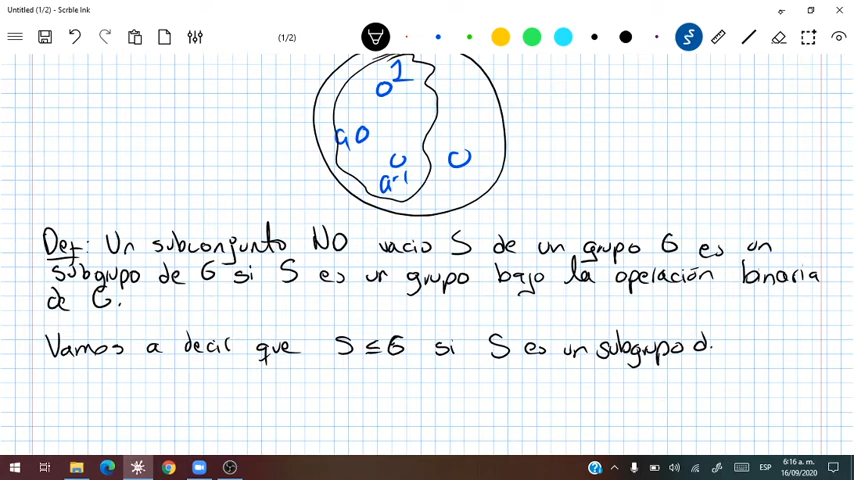 Untitled (1/2) - Scrble Ink
(1/2)
1
a
a-1
Def: Un subconjunto NO vacio S de un grupo G es un
subgrupo de G si S es un grupo bajo la operación binaria
de G.
Vamos a decir que S ≤ G si S es un subgrupo d.
ESP
6:16 a. m.
16/09/2020